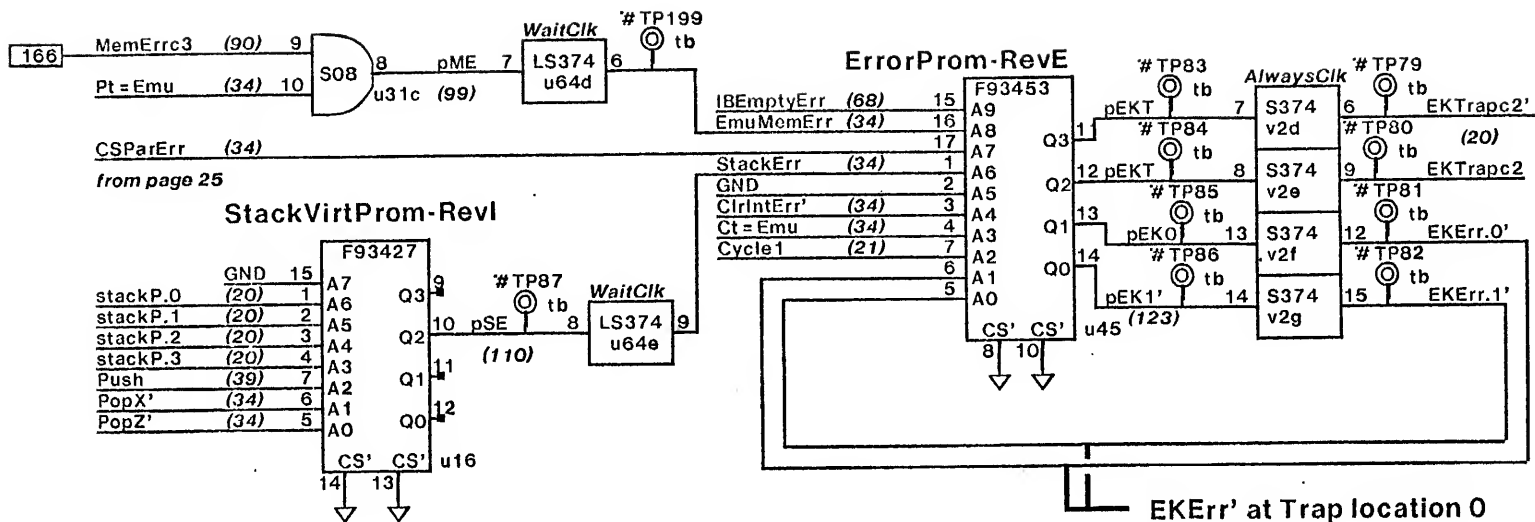 166
MemErrc3 (90) 9
Pt = Emu (34) 10
S08
8
u31c
pME
(99)
7
WaitClk
LS374
u64d
6
#TP199
tb
CSParErr (34)
from page 25
StackVirtProm-RevI
F93427
GND 15 A7
stackP.0 (20) 1 A6
stackP.1 (20) 2 A5
stackP.2 (20) 3 A4
stackP.3 (20) 4 A3
Push (39) 7 A2
PopX' (34) 6 A1
PopZ' (34) 5 A0
Q3 9
Q2 10
Q1 11
Q0 12
CS' CS'
14 13
u16
pSE
(110)
#TP87
tb
8
WaitClk
LS374
u64e
9
ErrorProm-RevE
F93453
IBEmptyErr (68) 15 A9
EmuMemErr (34) 16 A8
17 A7
StackErr (34) 1 A6
GND 2 A5
ClrIntErr' (34) 3 A4
Ct = Emu (34) 4 A3
Cycle1 (21) 7 A2
6 A1
5 A0
Q3 11
Q2 12
Q1 13
Q0 14
CS' CS'
8 10
u45
#TP83
pEKT tb 7
#TP84
tb
pEKT 8
#TP85
tb
pEK0 13
#TP86
tb
pEK1' 14
(123)
AlwaysClk
S374
v2d
S374
v2e
S374
v2f
S374
v2g
#TP79
6 tb EKTrapc2'
(20)
#TP80
tb
9 EKTrapc2
#TP81
tb
12 EKErr.0'
#TP82
tb
15 EKErr.1'
EKErr' at Trap location 0